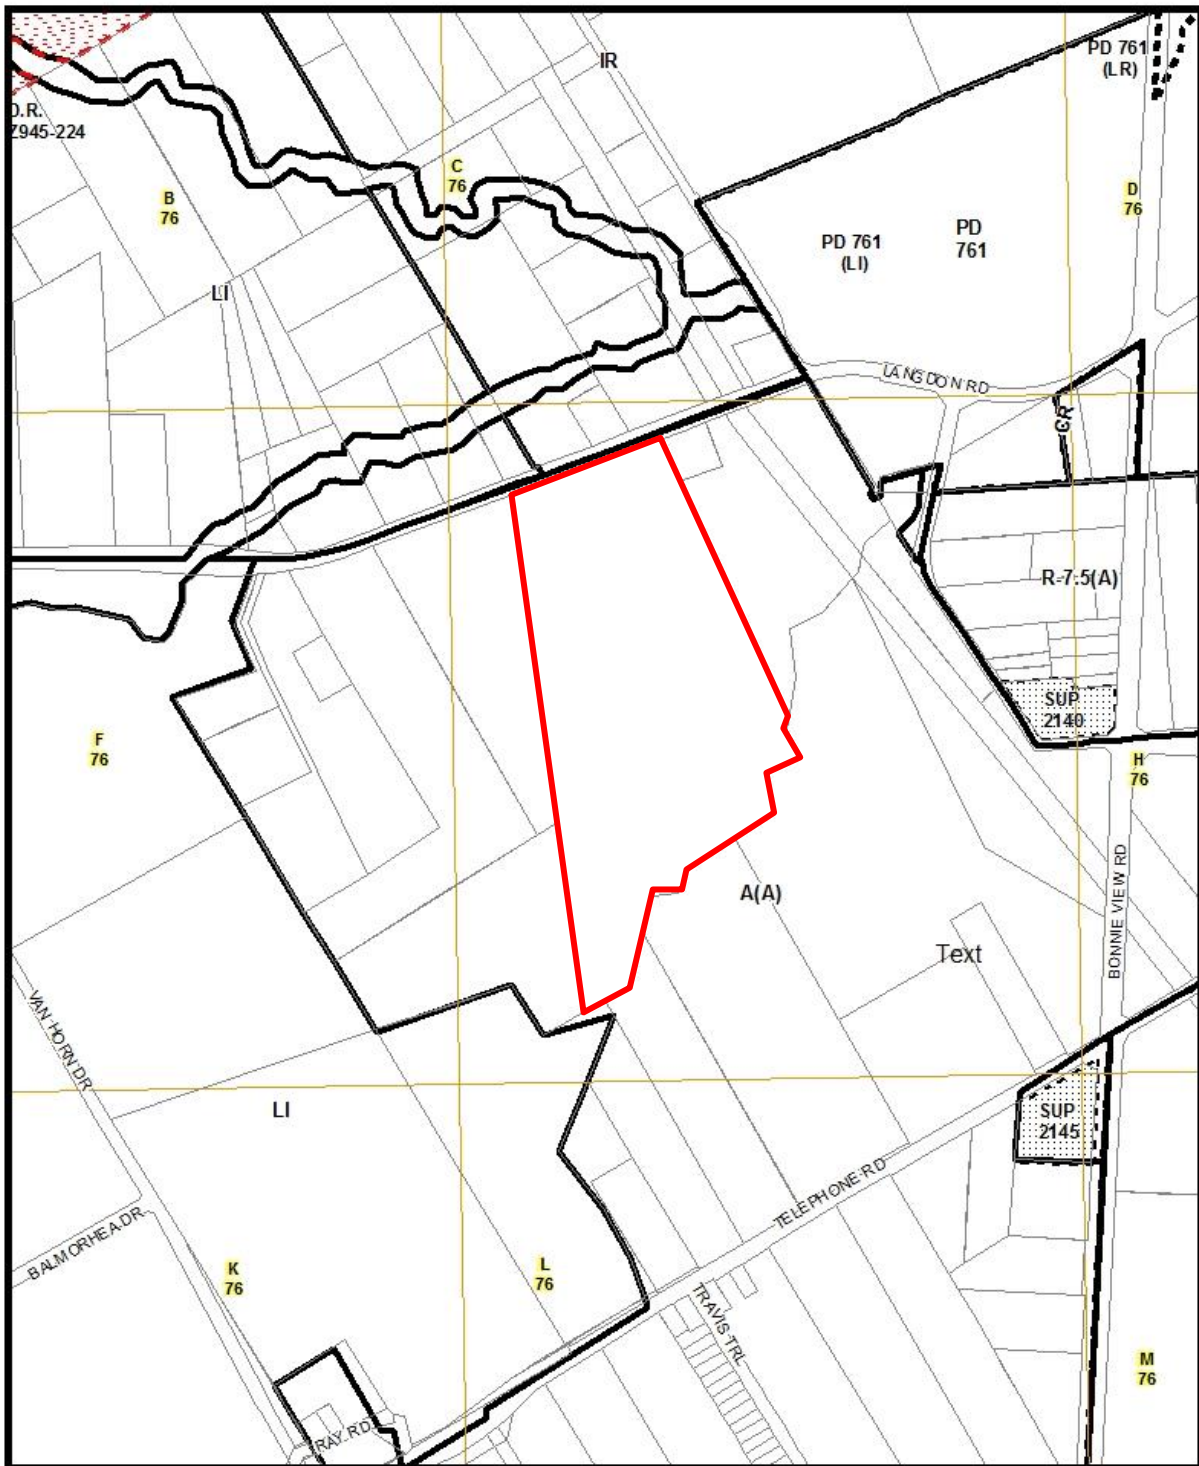 IR
PD 761
(LR)
D.R.
Z945-224
C
76
B
76
D
76
PD 761
(LI)
PD
761
LI
LANGDON RD
CR
R-7.5(A)
SUP
2140
F
76
H
76
A(A)
BONNIE VIEW RD
Text
VAN HORN DR
LI
SUP
2145
TELEPHONE RD
BALMORHEA DR
K
76
L
76
TRAVIS TRL
M
76
RAY RD